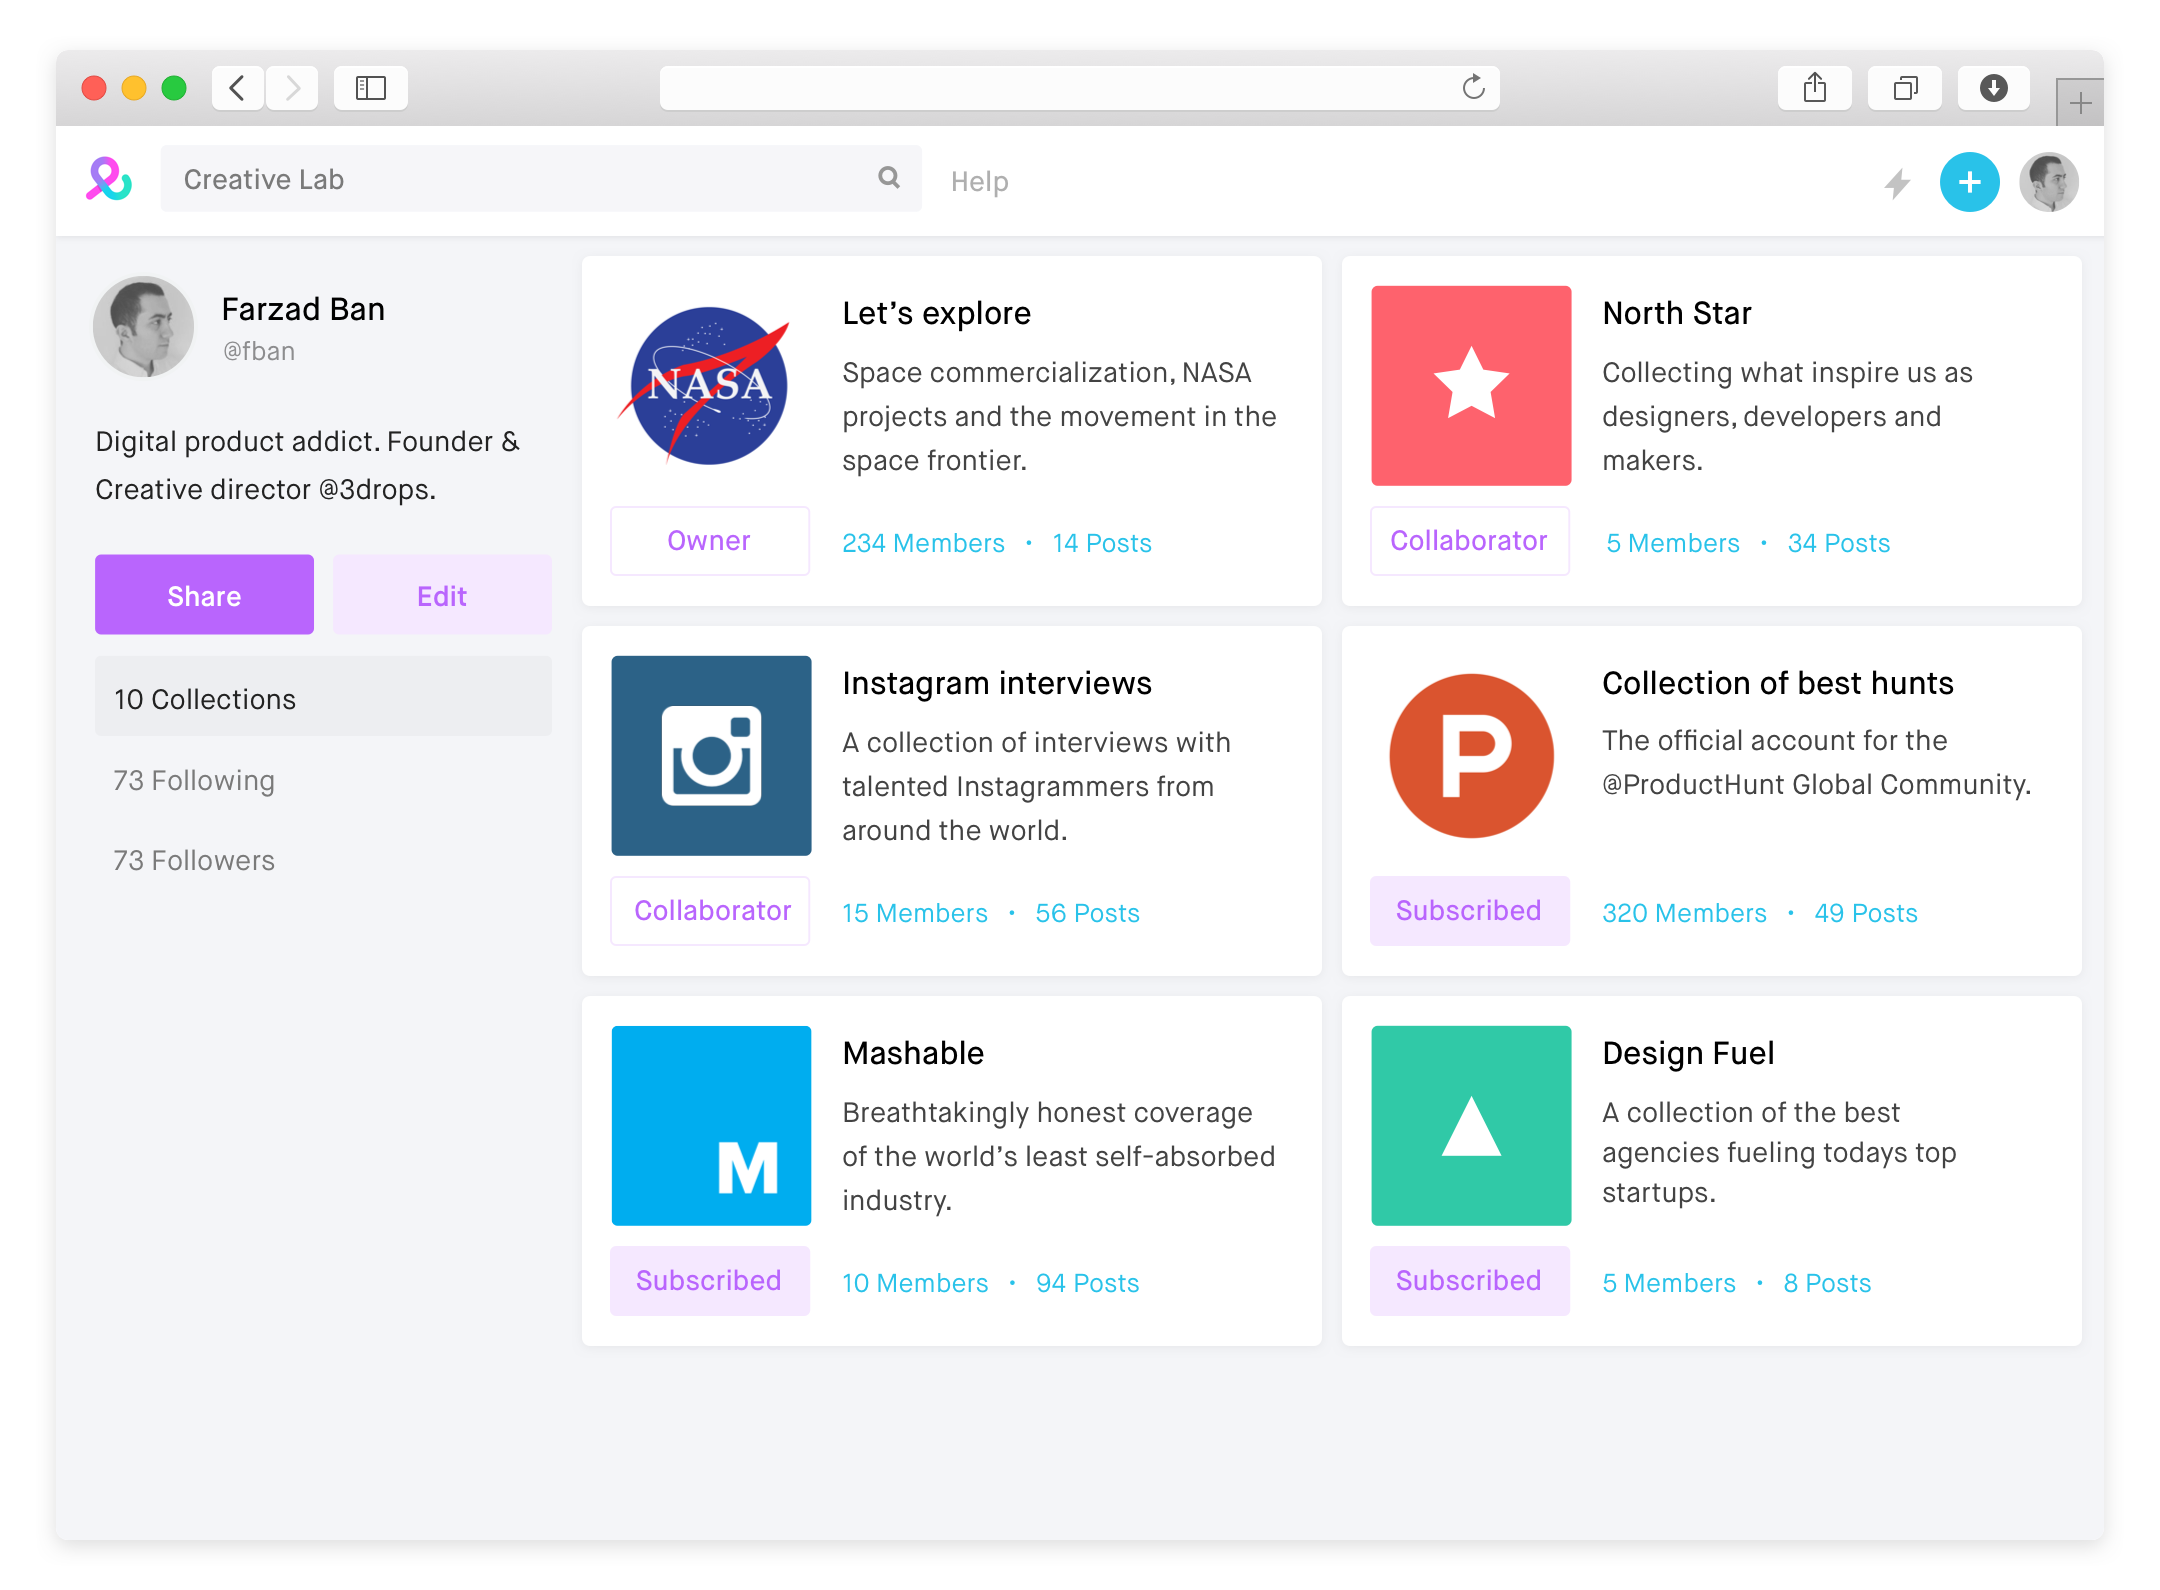 Creative Lab
Help
Farzad Ban
@fban
Digital product addict. Founder &
Creative director @3drops.
Share
Edit
10 Collections
73 Following
73 Followers
NASA
Let’s explore
Space commercialization, NASA
projects and the movement in the
space frontier.
Owner
234 Members • 14 Posts
North Star
Collecting what inspire us as
designers, developers and
makers.
Collaborator
5 Members • 34 Posts
Instagram interviews
A collection of interviews with
talented Instagrammers from
around the world.
Collaborator
15 Members • 56 Posts
P
Collection of best hunts
The official account for the
@ProductHunt Global Community.
Subscribed
320 Members • 49 Posts
M
Mashable
Breathtakingly honest coverage
of the world’s least self-absorbed
industry.
Subscribed
10 Members • 94 Posts
Design Fuel
A collection of the best
agencies fueling todays top
startups.
Subscribed
5 Members • 8 Posts